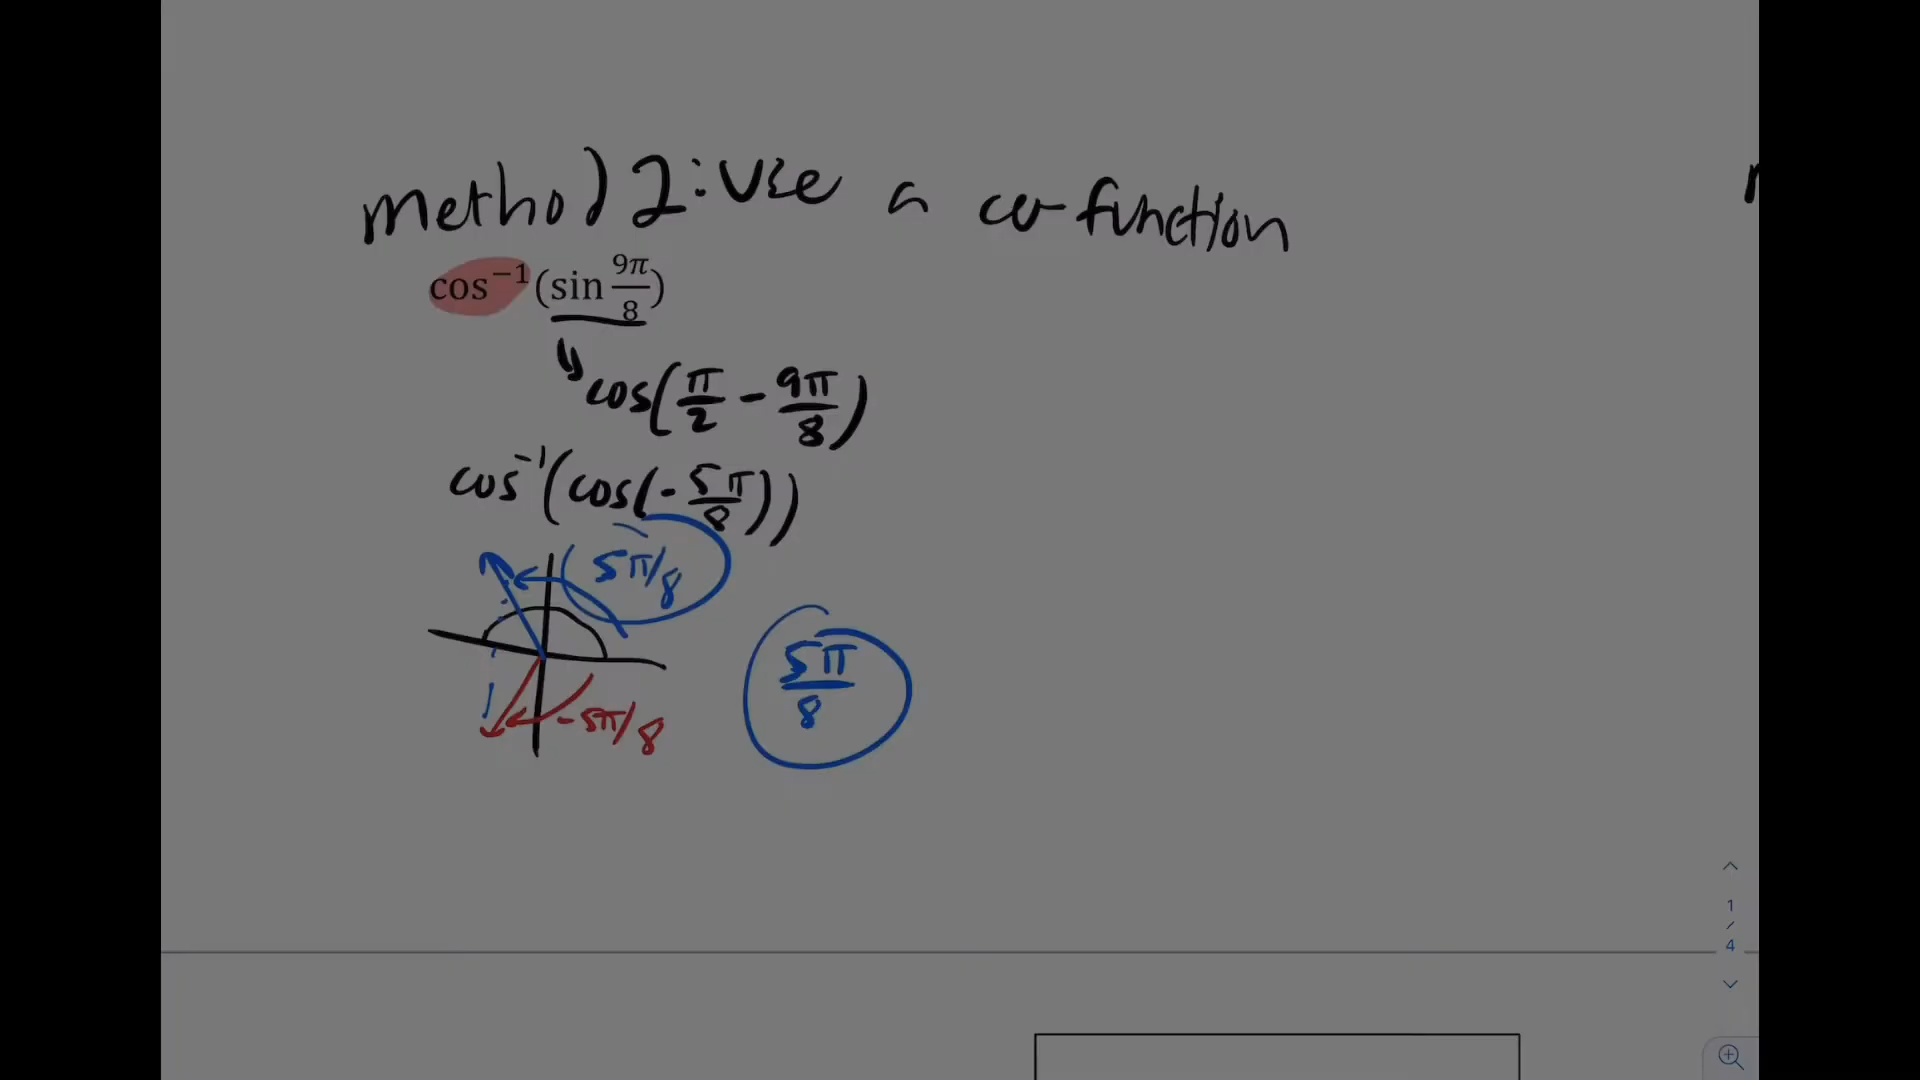 method 2: Use a co-function
cos⁻¹(sin 9π/8)
cos(π/2 - 9π/8)
cos⁻¹(cos(-5π/8))
5π/8
5π/8
-5π/8
1
/
4